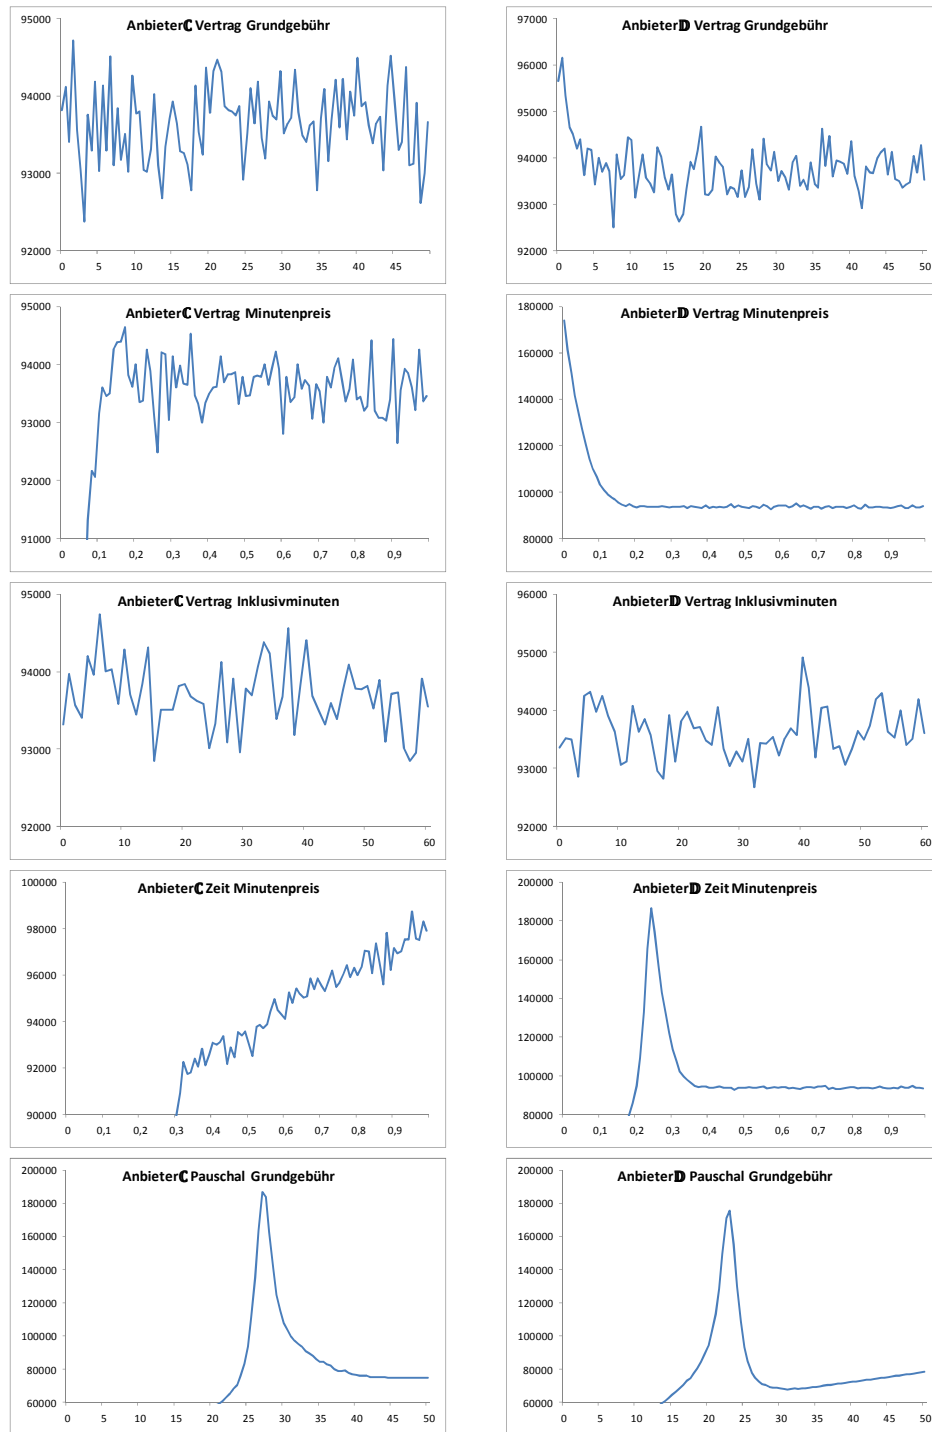 AnbieterC Vertrag Grundgebühr
95000
94000
93000
92000
0 5 10 15 20 25 30 35 40 45
AnbieterD Vertrag Grundgebühr
97000
96000
95000
94000
93000
92000
0 5 10 15 20 25 30 35 40 45 50
AnbieterC Vertrag Minutenpreis
95000
94000
93000
92000
91000
0 0,1 0,2 0,3 0,4 0,5 0,6 0,7 0,8 0,9
AnbieterD Vertrag Minutenpreis
180000
160000
140000
120000
100000
80000
0 0,1 0,2 0,3 0,4 0,5 0,6 0,7 0,8 0,9
AnbieterC Vertrag Inklusivminuten
95000
94000
93000
92000
0 10 20 30 40 50 60
AnbieterD Vertrag Inklusivminuten
96000
95000
94000
93000
92000
0 10 20 30 40 50 60
AnbieterC Zeit Minutenpreis
100000
98000
96000
94000
92000
90000
0 0,1 0,2 0,3 0,4 0,5 0,6 0,7 0,8 0,9
AnbieterD Zeit Minutenpreis
200000
180000
160000
140000
120000
100000
80000
0 0,1 0,2 0,3 0,4 0,5 0,6 0,7 0,8 0,9
AnbieterC Pauschal Grundgebühr
200000
180000
160000
140000
120000
100000
80000
60000
0 5 10 15 20 25 30 35 40 45 50
AnbieterD Pauschal Grundgebühr
200000
180000
160000
140000
120000
100000
80000
60000
0 5 10 15 20 25 30 35 40 45 50